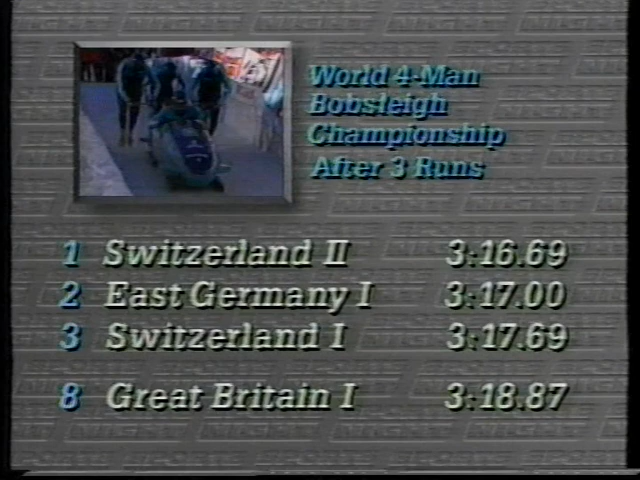 World 4-Man
Bobsleigh
Championship
After 3 Runs
1 Switzerland II 3:16.69
2 East Germany I 3:17.00
3 Switzerland I 3:17.69
8 Great Britain I 3:18.87